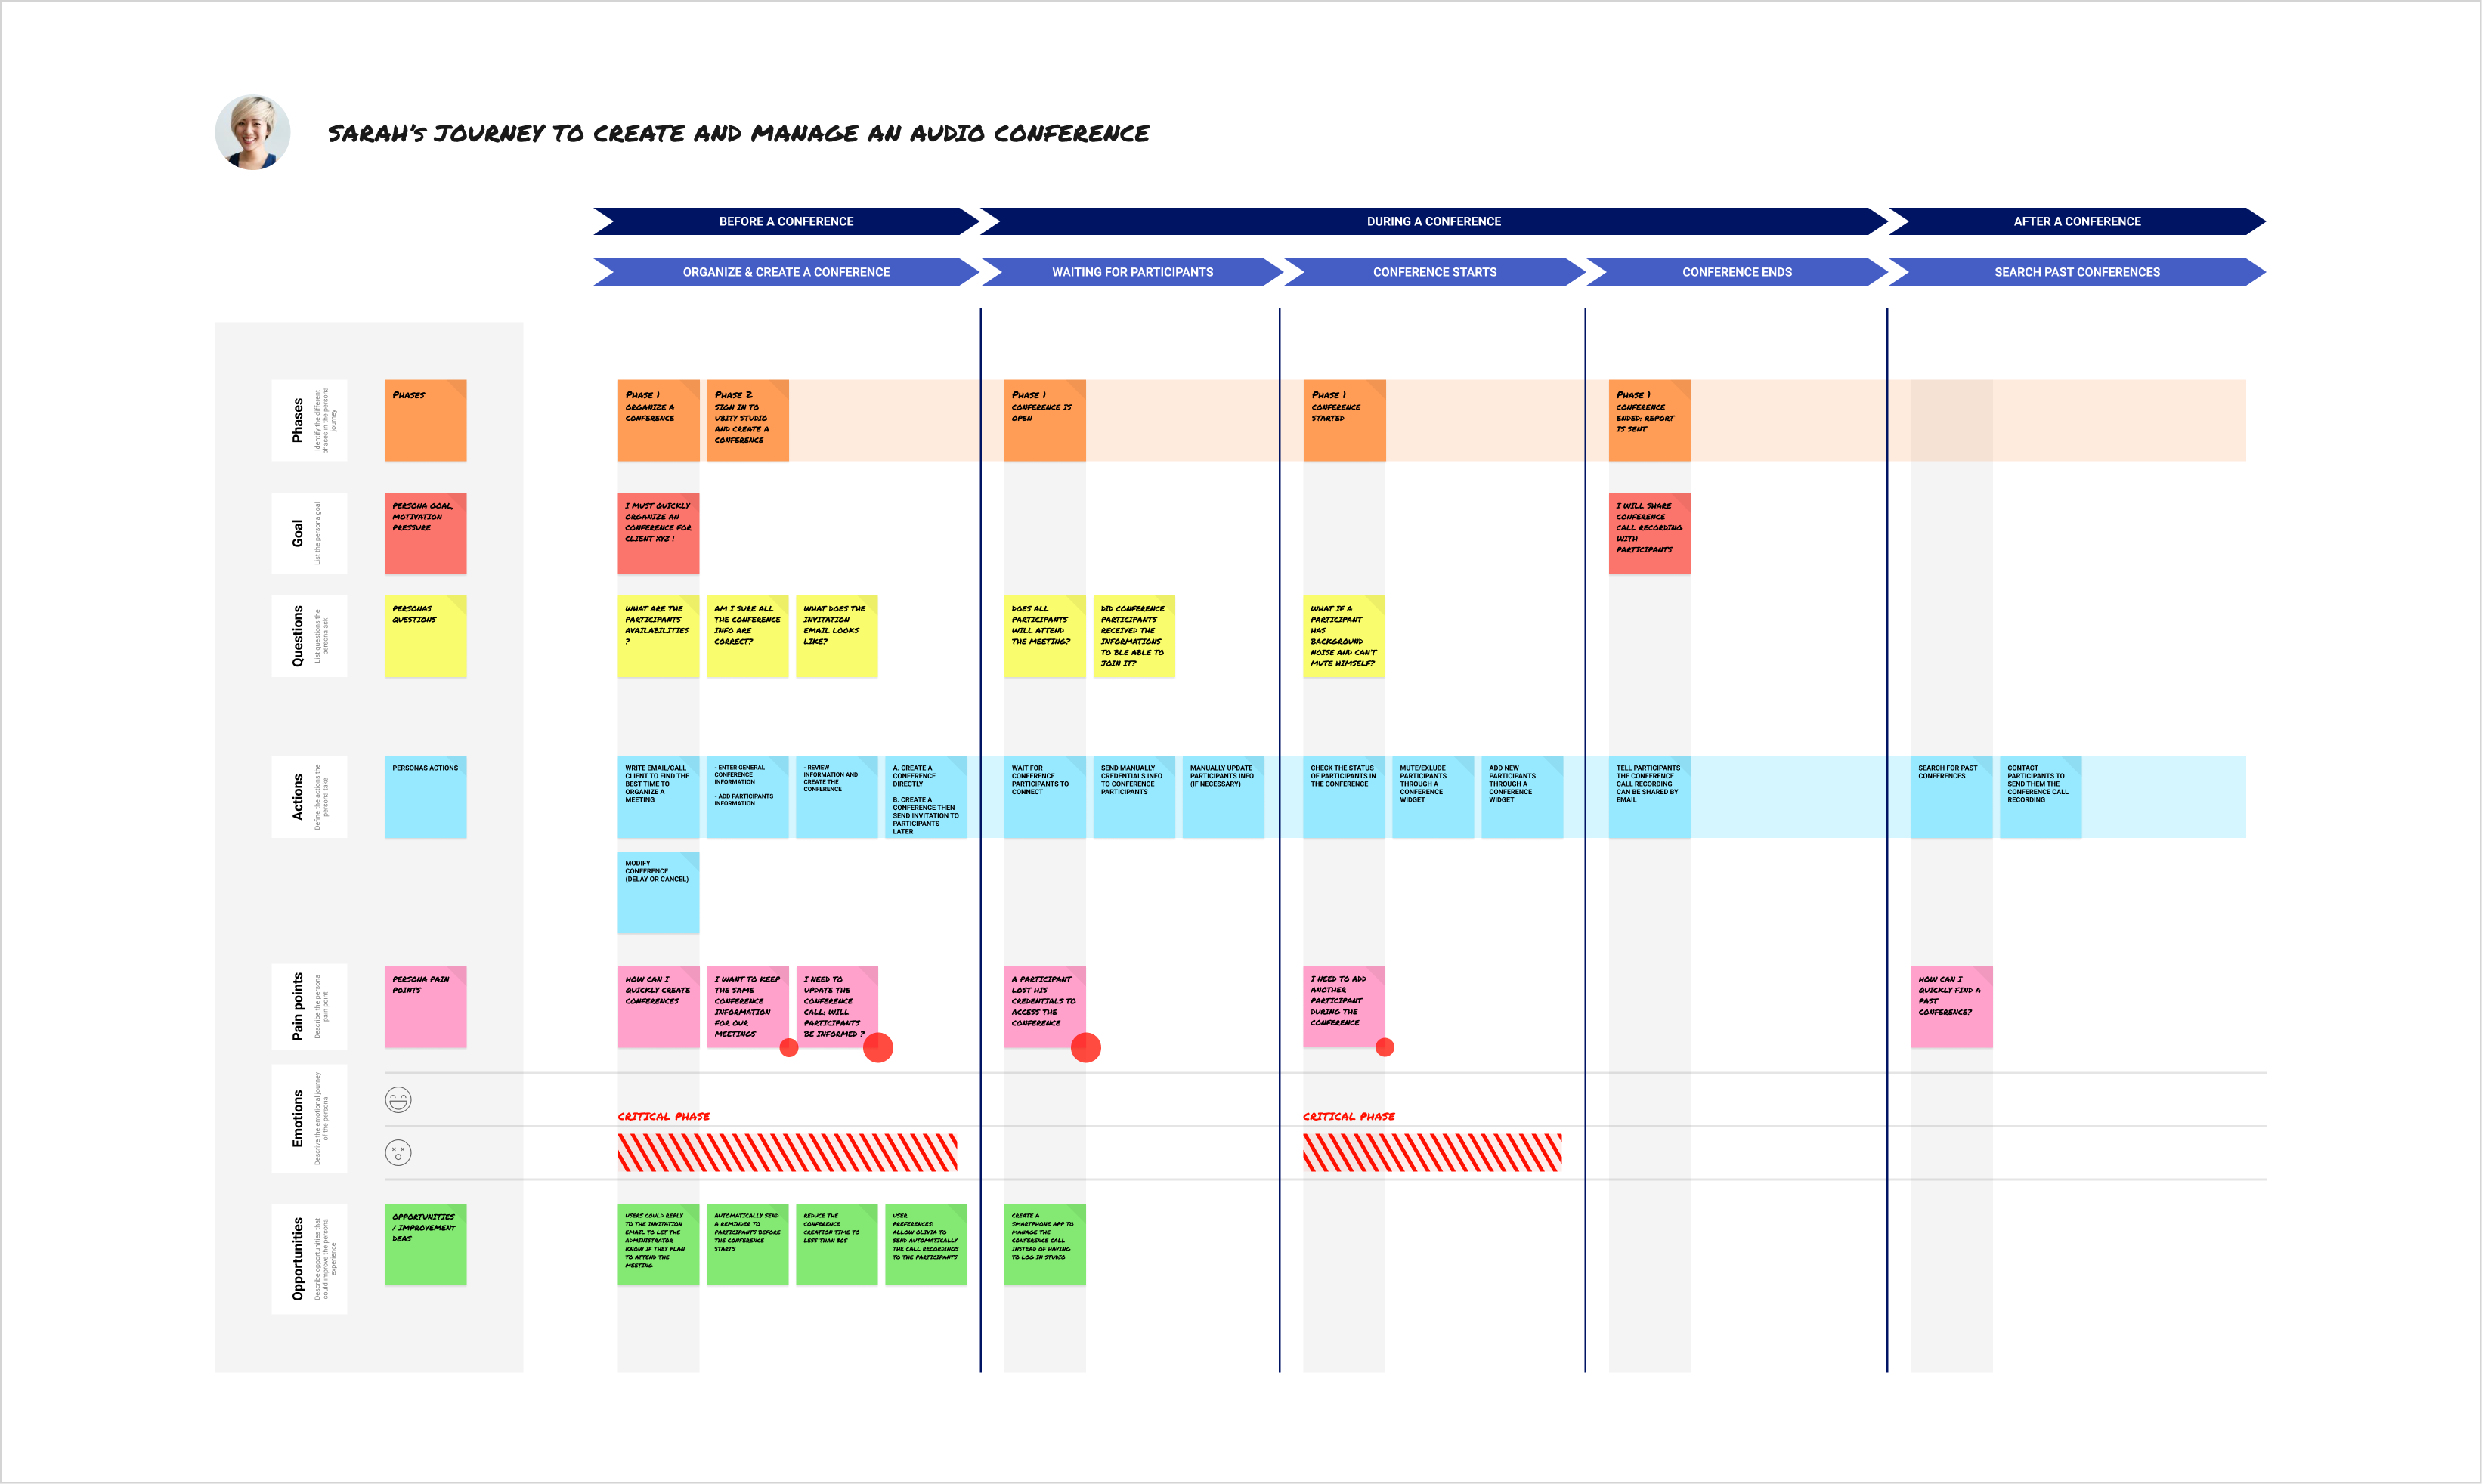 SARAH's JOURNEY TO CREATE AND MANAGE AN AUDIO CONFERENCE
BEFORE A CONFERENCE
DURING A CONFERENCE
AFTER A CONFERENCE
ORGANIZE & CREATE A CONFERENCE
WAITING FOR PARTICIPANTS
CONFERENCE STARTS
CONFERENCE ENDS
SEARCH PAST CONFERENCES
Phases
Identify the different
phases in the persona
journey
PHASES
PHASE 1
ORGANIZE A
CONFERENCE
PHASE 2
SIGN IN TO
UBITY STUDIO
AND CREATE A
CONFERENCE
PHASE 1
CONFERENCE IS
OPEN
PHASE 1
CONFERENCE
STARTED
PHASE 1
CONFERENCE
ENDED: REPORT
IS SENT
Goal
List the persona goal
PERSONA GOAL,
MOTIVATION
PRESSURE
I MUST QUICKLY
ORGANIZE AN
CONFERENCE FOR
CLIENT XYZ !
I WILL SHARE
CONFERENCE
CALL RECORDING
WITH
PARTICIPANTS
Questions
List questions the
persona ask
PERSONAS
QUESTIONS
WHAT ARE THE
PARTICIPANTS
AVAILABILITIES
?
AM I SURE ALL
THE CONFERENCE
INFO ARE
CORRECT?
WHAT DOES THE
INVITATION
EMAIL LOOKS
LIKE?
DOES ALL
PARTICIPANTS
WILL ATTEND
THE MEETING?
DID CONFERENCE
PARTICIPANTS
RECEIVED THE
INFORMATIONS
TO BLE ABLE TO
JOIN IT?
WHAT IF A
PARTICIPANT
HAS
BACKGROUND
NOISE AND CAN'T
MUTE HIMSELF?
Actions
Define the actions the
persona take
PERSONAS ACTIONS
WRITE EMAIL/CALL
CLIENT TO FIND THE
BEST TIME TO
ORGANIZE A
MEETING
- ENTER GENERAL
CONFERENCE
INFORMATION
- ADD PARTICIPANTS
INFORMATION
- REVIEW
INFORMATION AND
CREATE THE
CONFERENCE
A. CREATE A
CONFERENCE
DIRECTLY
B. CREATE A
CONFERENCE THEN
SEND INVITATION TO
PARTICIPANTS
LATER
WAIT FOR
CONFERENCE
PARTICIPANTS TO
CONNECT
SEND MANUALLY
CREDENTIALS INFO
TO CONFERENCE
PARTICIPANTS
MANUALLY UPDATE
PARTICIPANTS INFO
(IF NECESSARY)
CHECK THE STATUS
OF PARTICIPANTS IN
THE CONFERENCE
MUTE/EXLUDE
PARTICIPANTS
THROUGH A
CONFERENCE
WIDGET
ADD NEW
PARTICIPANTS
THROUGH A
CONFERENCE
WIDGET
TELL PARTICIPANTS
THE CONFERENCE
CALL RECORDING
CAN BE SHARED BY
EMAIL
SEARCH FOR PAST
CONFERENCES
CONTACT
PARTICIPANTS TO
SEND THEM THE
CONFERENCE CALL
RECORDING
MODIFY
CONFERENCE
(DELAY OR CANCEL)
Pain points
Describe the persona
pain point
PERSONA PAIN
POINTS
HOW CAN I
QUICKLY CREATE
CONFERENCES
I WANT TO KEEP
THE SAME
CONFERENCE
INFORMATION
FOR OUR
MEETINGS
I NEED TO
UPDATE THE
CONFERENCE
CALL: WILL
PARTICIPANTS
BE INFORMED ?
A PARTICIPANT
LOST HIS
CREDENTIALS TO
ACCESS THE
CONFERENCE
I NEED TO ADD
ANOTHER
PARTICIPANT
DURING THE
CONFERENCE
HOW CAN I
QUICKLY FIND A
PAST
CONFERENCE?
Emotions
Descrive the emotional journey
of the persona
CRITICAL PHASE
CRITICAL PHASE
Opportunities
Describe opportunities that
could improve the persona
experience
OPPORTUNITIES
/ IMPROVEMENT
DEAS
USERS COULD REPLY
TO THE INVITATION
EMAIL TO LET THE
ADMINISTRATOR
KNOW IF THEY PLAN
TO ATTEND THE
MEETING
AUTOMATICALLY SEND
A REMINDER TO
PARTICIPANTS BEFORE
THE CONFERENCE
STARTS
REDUCE THE
CONFERENCE
CREATION TIME TO
LESS THAN 30S
USER
PREFERENCES:
ALLOW OLIVIA TO
SEND AUTOMATICALLY
THE CALL RECORDINGS
TO THE PARTICIPANTS
CREATE A
SMARTPHONE APP TO
MANAGE THE
CONFERENCE CALL
INSTEAD OF HAVING
TO LOG IN STUDIO